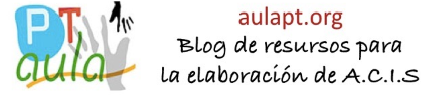 PT
aula
aulapt.org
Blog de resursos para
la elaboración de A.C.I.S